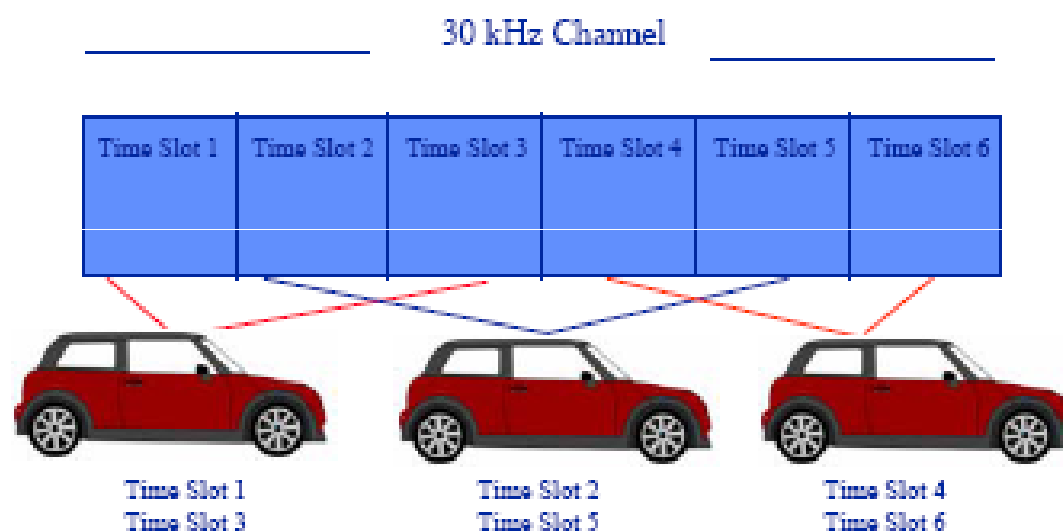 30 kHz Channel
Time Slot 1 Time Slot 2 Time Slot 3 Time Slot 4 Time Slot 5 Time Slot 6
Time Slot 1
Time Slot 3
Time Slot 2
Time Slot 5
Time Slot 4
Time Slot 6